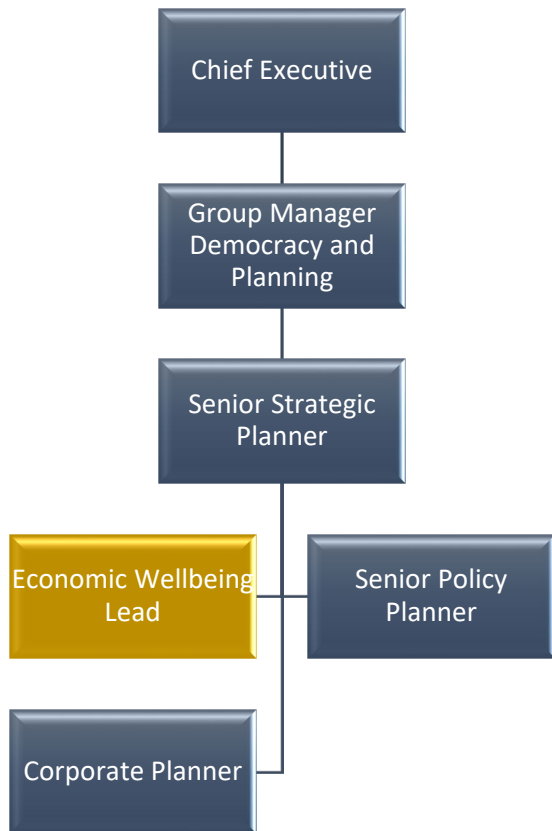 Chief Executive
Group Manager
Democracy and
Planning
Senior Strategic
Planner
Economic Wellbeing
Lead
Senior Policy
Planner
Corporate Planner